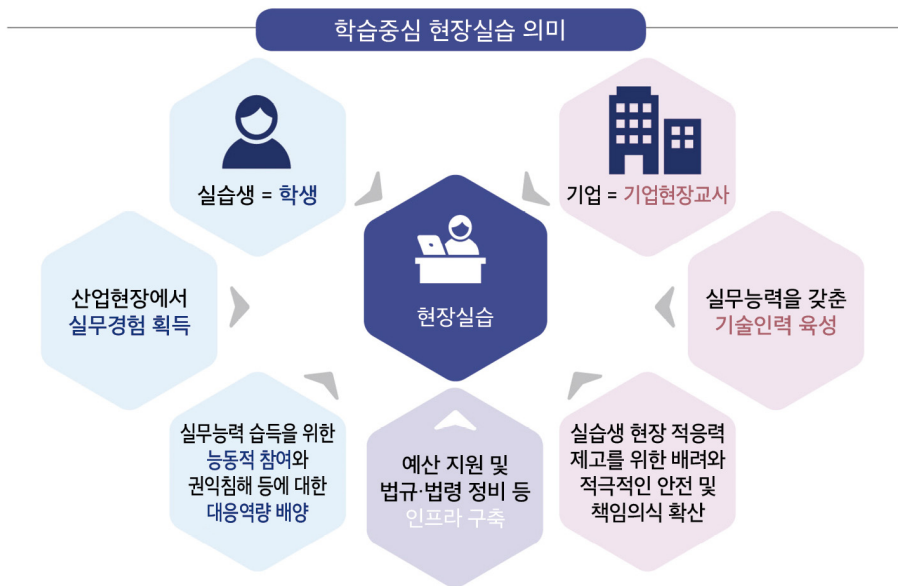 학습중심 현장실습 의미
실습생 = 학생
기업 = 기업현장교사
산업현장에서
실무경험 획득
현장실습
실무능력을 갖춘
기술인력 육성
실무능력 습득을 위한
능동적 참여와
권익침해 등에 대한
대응역량 배양
예산 지원 및
법규·법령 정비 등
인프라 구축
실습생 현장 적응력
제고를 위한 배려와
적극적인 안전 및
책임의식 확산